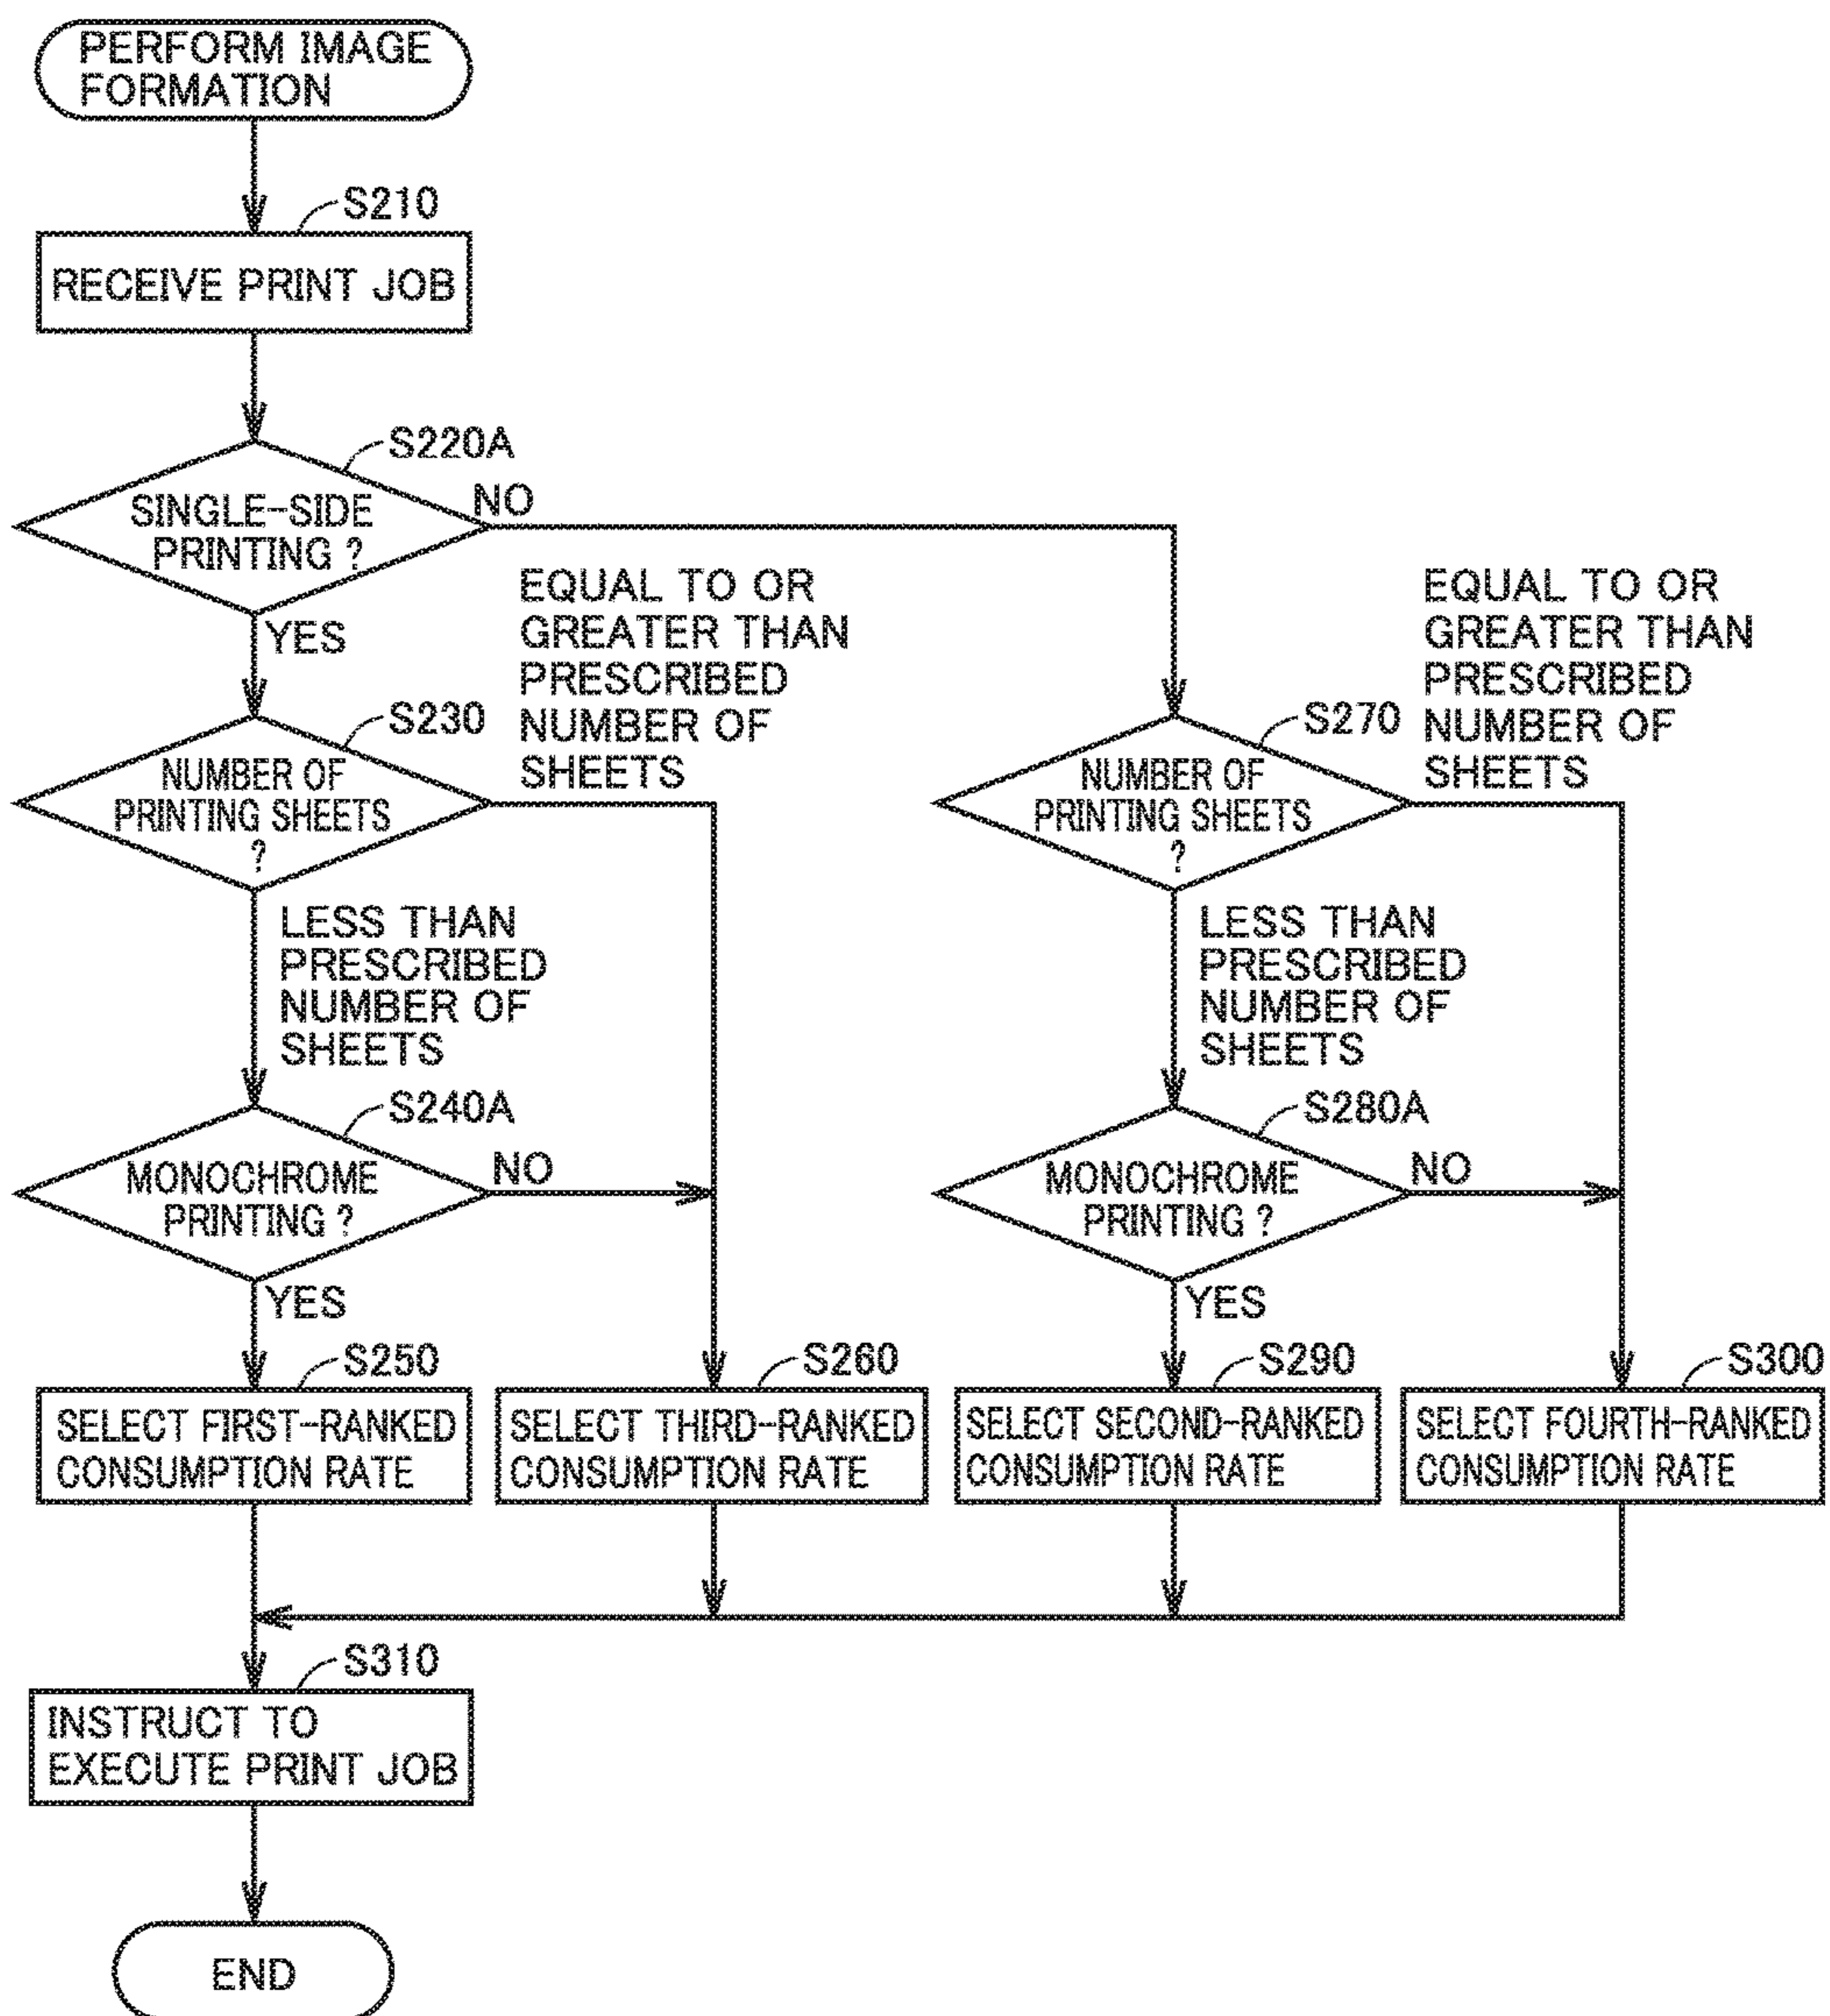 PERFORM IMAGE
FORMATION
S210
RECEIVE PRINT JOB
S220A
SINGLE-SIDE
PRINTING ?
NO
YES
EQUAL TO OR
GREATER THAN
PRESCRIBED
NUMBER OF
SHEETS
EQUAL TO OR
GREATER THAN
PRESCRIBED
NUMBER OF
SHEETS
S230
NUMBER OF
PRINTING SHEETS
?
S270
NUMBER OF
PRINTING SHEETS
?
LESS THAN
PRESCRIBED
NUMBER OF
SHEETS
LESS THAN
PRESCRIBED
NUMBER OF
SHEETS
S240A
MONOCHROME
PRINTING ?
NO
YES
S280A
MONOCHROME
PRINTING ?
NO
YES
S250
SELECT FIRST-RANKED
CONSUMPTION RATE
S260
SELECT THIRD-RANKED
CONSUMPTION RATE
S290
SELECT SECOND-RANKED
CONSUMPTION RATE
S300
SELECT FOURTH-RANKED
CONSUMPTION RATE
S310
INSTRUCT TO
EXECUTE PRINT JOB
END